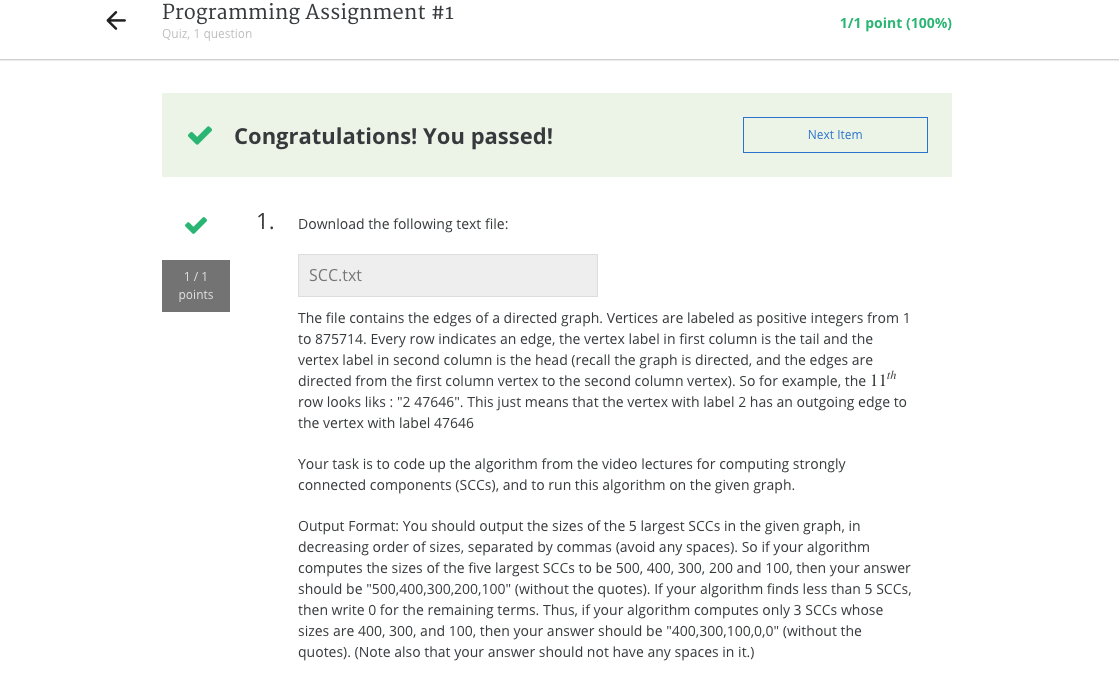 Programming Assignment #1
Quiz, 1 question
1/1 point (100%)
Congratulations! You passed!
Next Item
1.
Download the following text file:
1 / 1
points
SCC.txt
The file contains the edges of a directed graph. Vertices are labeled as positive integers from 1
to 875714. Every row indicates an edge, the vertex label in first column is the tail and the
vertex label in second column is the head (recall the graph is directed, and the edges are
directed from the first column vertex to the second column vertex). So for example, the 11th
row looks liks : "2 47646". This just means that the vertex with label 2 has an outgoing edge to
the vertex with label 47646
Your task is to code up the algorithm from the video lectures for computing strongly
connected components (SCCs), and to run this algorithm on the given graph.
Output Format: You should output the sizes of the 5 largest SCCs in the given graph, in
decreasing order of sizes, separated by commas (avoid any spaces). So if your algorithm
computes the sizes of the five largest SCCs to be 500, 400, 300, 200 and 100, then your answer
should be "500,400,300,200,100" (without the quotes). If your algorithm finds less than 5 SCCs,
then write 0 for the remaining terms. Thus, if your algorithm computes only 3 SCCs whose
sizes are 400, 300, and 100, then your answer should be "400,300,100,0,0" (without the
quotes). (Note also that your answer should not have any spaces in it.)